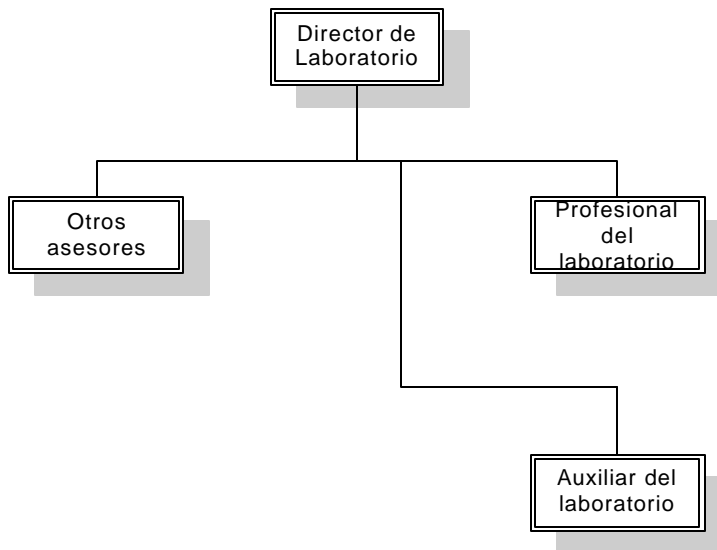 Director de
Laboratorio
Otros
asesores
Profesional
del
laboratorio
Auxiliar del
laboratorio